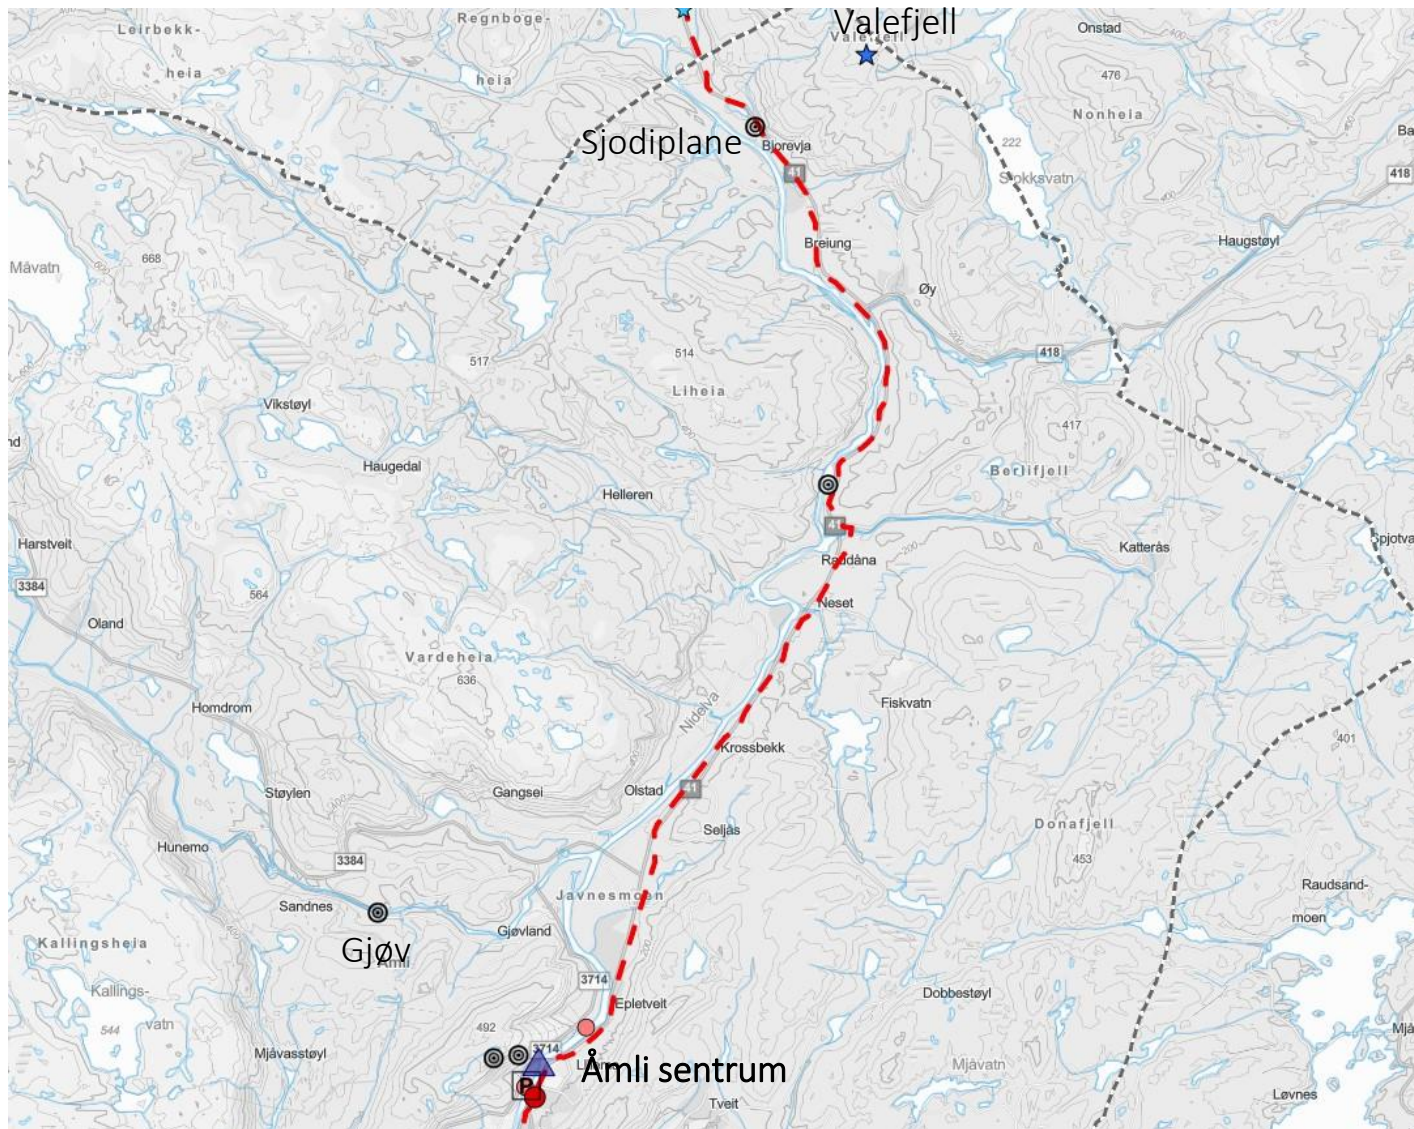 Regnboge-
Valefjell
Valefjell
Onstad
Leirbekk-
heia
heia
476
Nonheia
Sjodiplane
Bjorevja
222
41
Stokksvatn
418
Breiung
Haugstøyl
668
Måvatn
Øy
418
517
514
Liheia
Vikstøyl
417
Haugedal
Berlifjell
Helleren
41
Harstveit
Katterås
Raudåna
3384
564
Neset
Oland
Vardeheia
636
Homdrom
Nidelva
Fiskvatn
401
Krossbekk
Støylen
Gangsei
Olstad
41
Seljås
Donafjell
Hunemo
3384
453
Sandnes
Javnesmoen
Raudsand-
moen
Gjøvland
Kallingsheia
Gjøv
Åmli
3714
Kallings-
vatn
Dobbestøyl
Epletveit
544
492
Mjåvasstøyl
3714
Åmli sentrum
Mjåvatn
P
Tveit
Løvnes